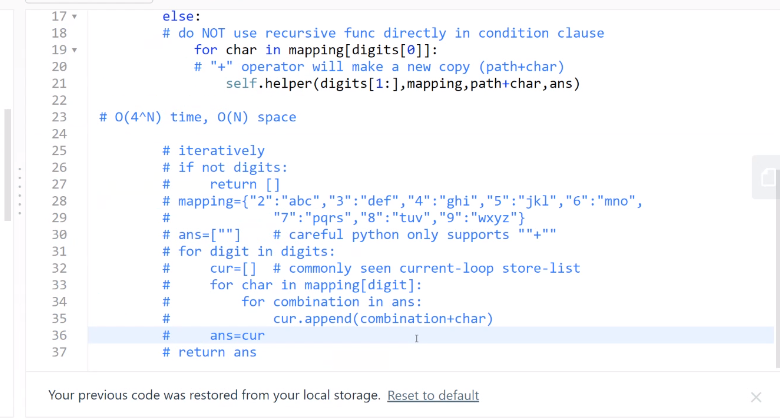 17 else:
18 # do NOT use recursive func directly in condition clause
19 for char in mapping[digits[0]]:
20 # "+" operator will make a new copy (path+char)
21 self.helper(digits[1:],mapping,path+char,ans)
22
23 # O(4^N) time, O(N) space
24
25 # iteratively
26 # if not digits:
27 #     return []
28 # mapping={"2":"abc","3":"def","4":"ghi","5":"jkl","6":"mno",
29 #             "7":"pqrs","8":"tuv","9":"wxyz"}
30 # ans=[""]    # careful python only supports ""+""
31 # for digit in digits:
32 #     cur=[]  # commonly seen current-loop store-list
33 #     for char in mapping[digit]:
34 #         for combination in ans:
35 #             cur.append(combination+char)
36 #     ans=cur
37 # return ans
Your previous code was restored from your local storage. Reset to default